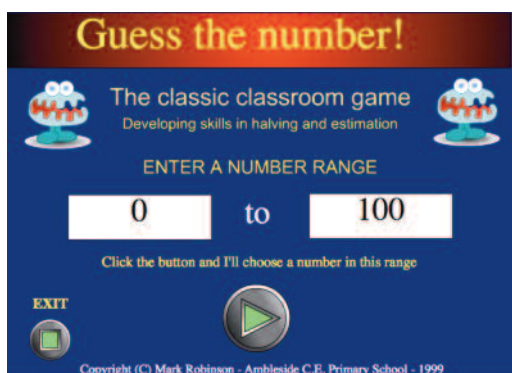 Guess the number!
The classic classroom game
Developing skills in halving and estimation
ENTER A NUMBER RANGE
0 to 100
Click the button and I'll choose a number in this range
EXIT
Copyright (C) Mark Robinson - Ambleside C.E. Primary School - 1999